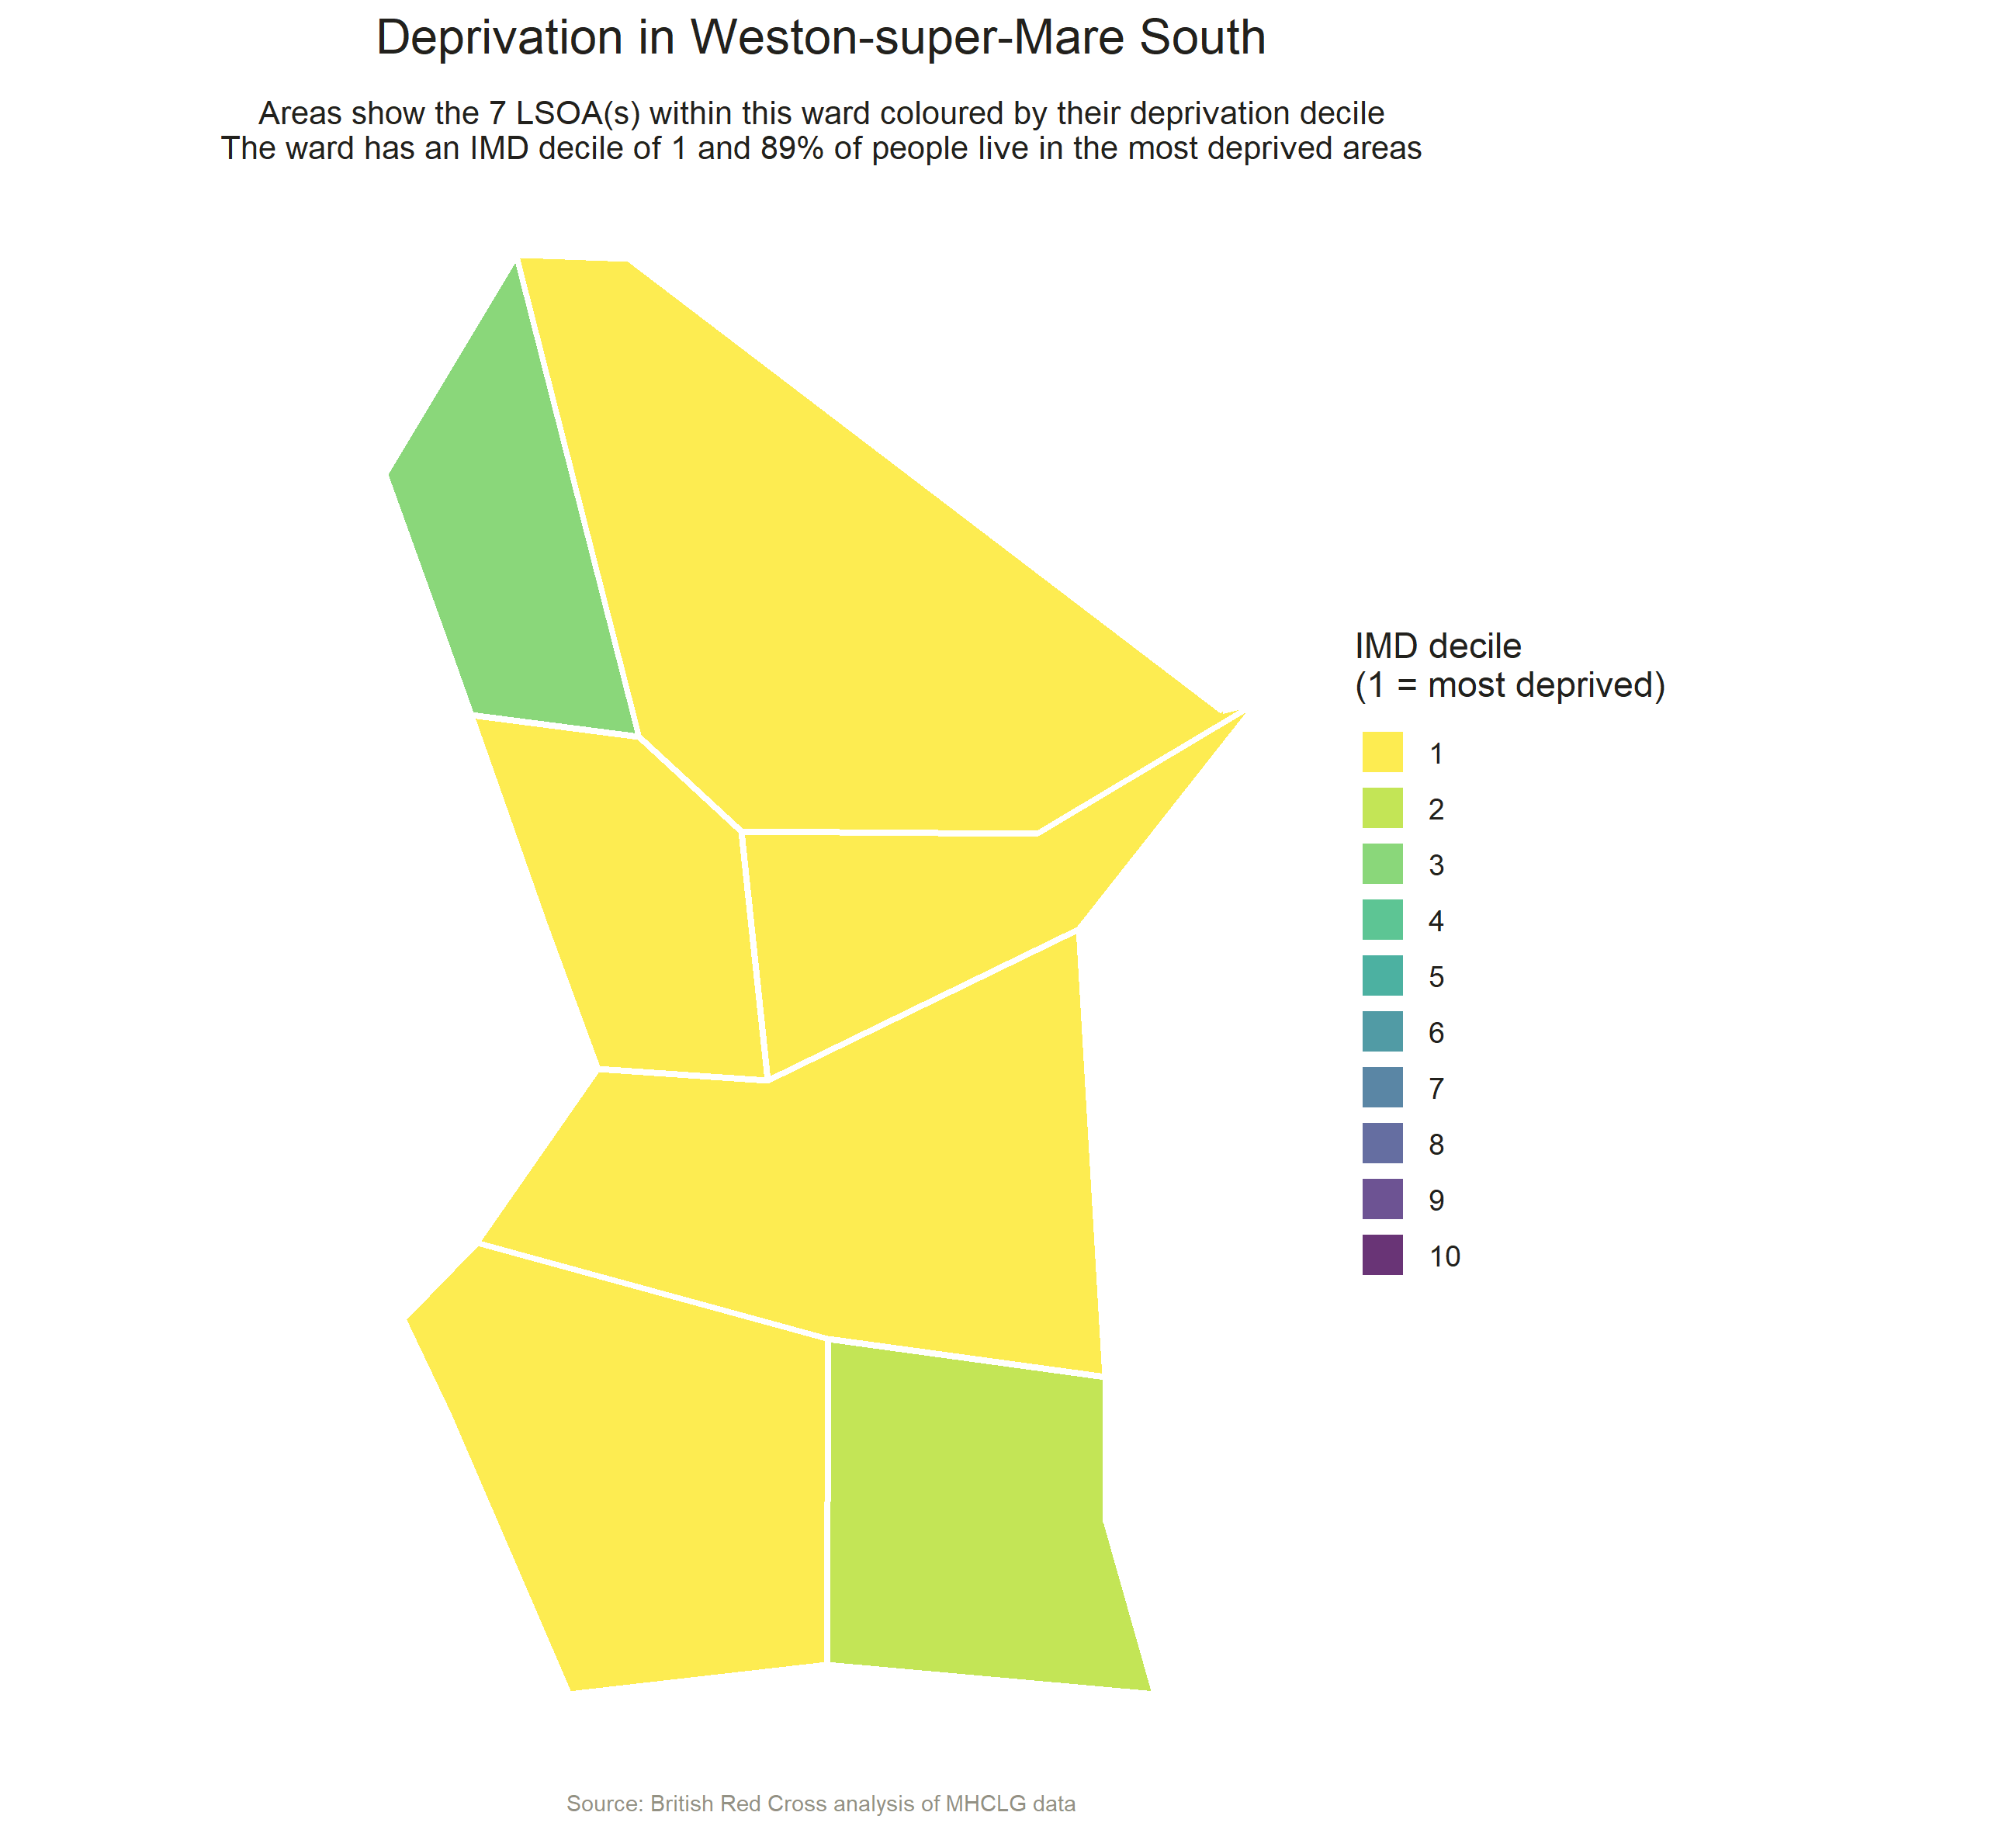 Deprivation in Weston-super-Mare South
Areas show the 7 LSOA(s) within this ward coloured by their deprivation decile
The ward has an IMD decile of 1 and 89% of people live in the most deprived areas
IMD decile
(1 = most deprived)
1
2
3
4
5
6
7
8
9
10
Source: British Red Cross analysis of MHCLG data